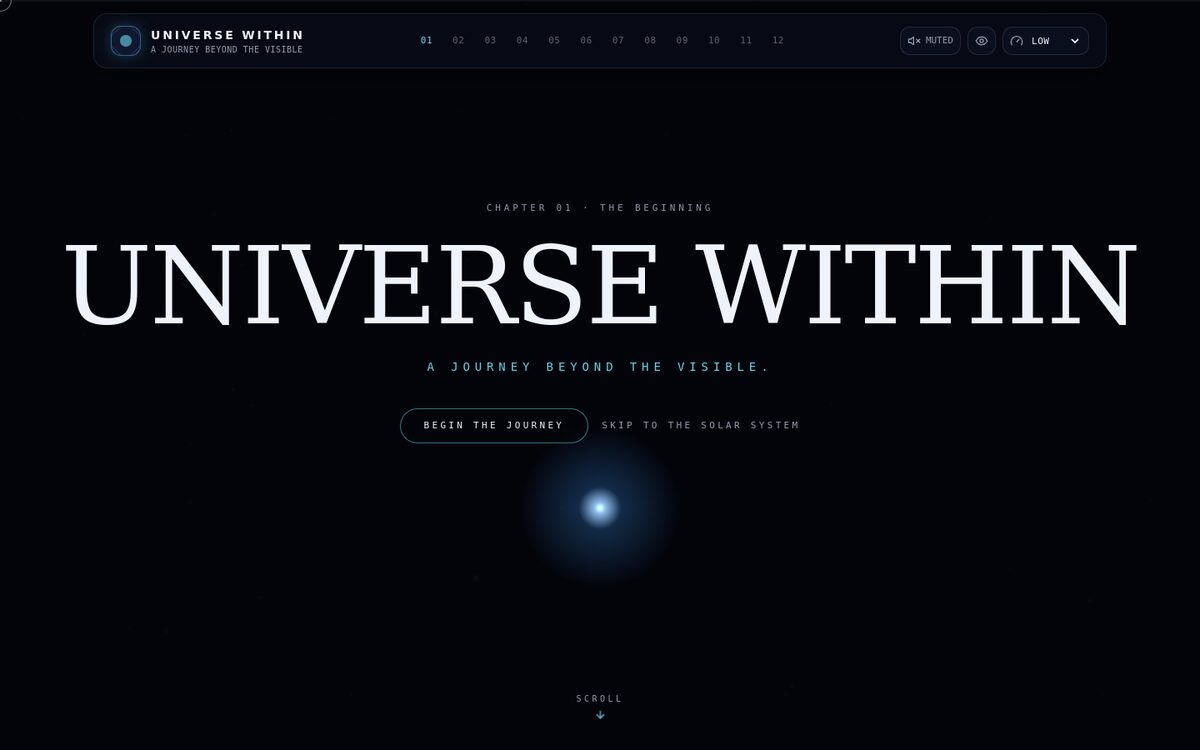 UNIVERSE WITHIN
A JOURNEY BEYOND THE VISIBLE
01 02 03 04 05 06 07 08 09 10 11 12
MUTED
LOW
CHAPTER 01 · THE BEGINNING
UNIVERSE WITHIN
A JOURNEY BEYOND THE VISIBLE.
BEGIN THE JOURNEY
SKIP TO THE SOLAR SYSTEM
SCROLL